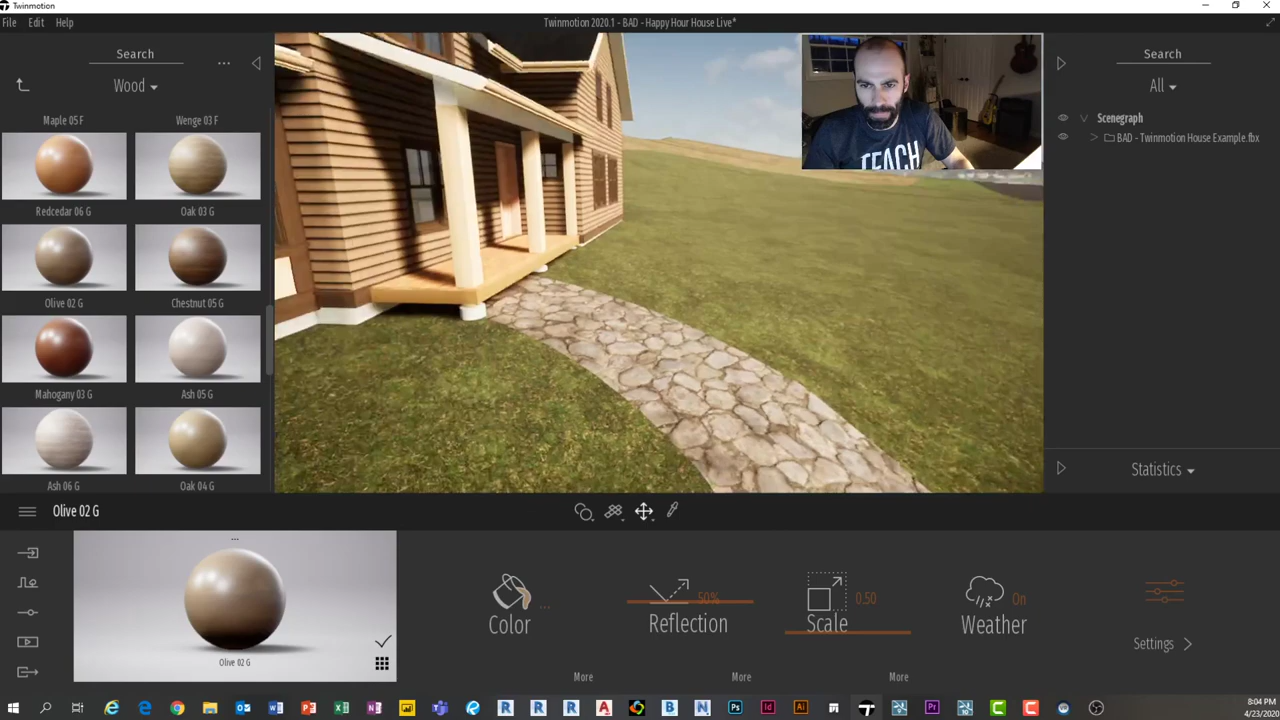 Twinmotion
File Edit Help
Twinmotion 2020.1 - BAD - Happy Hour House Live*
Search
...
Wood
Maple 05 F
Wenge 03 F
Redcedar 06 G
Oak 03 G
Olive 02 G
Chestnut 05 G
Mahogany 03 G
Ash 05 G
Ash 06 G
Oak 04 G
TEACH
Search
All
Scenegraph
BAD - Twinmotion House Example.fbx
Statistics
Olive 02 G
...
Olive 02 G
Color ...
More
Reflection 50%
More
Scale 0.50
More
Weather On
Settings
8:04 PM
4/23/2020